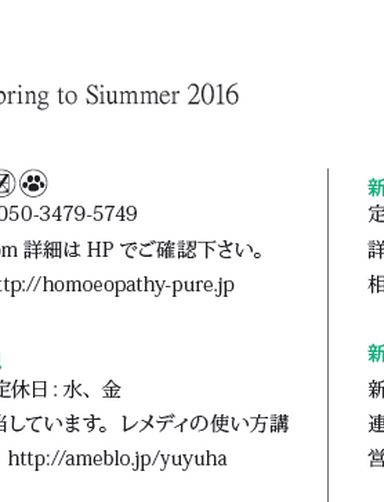 pring to Siummer 2016
050-3479-5749
om 詳細は HP でご確認下さい。
ttp://homoeopathy-pure.jp
定休日 : 水、金
当しています。レメディの使い方講
http://ameblo.jp/yuyuha
新
定
詳
相
新
新
連
営